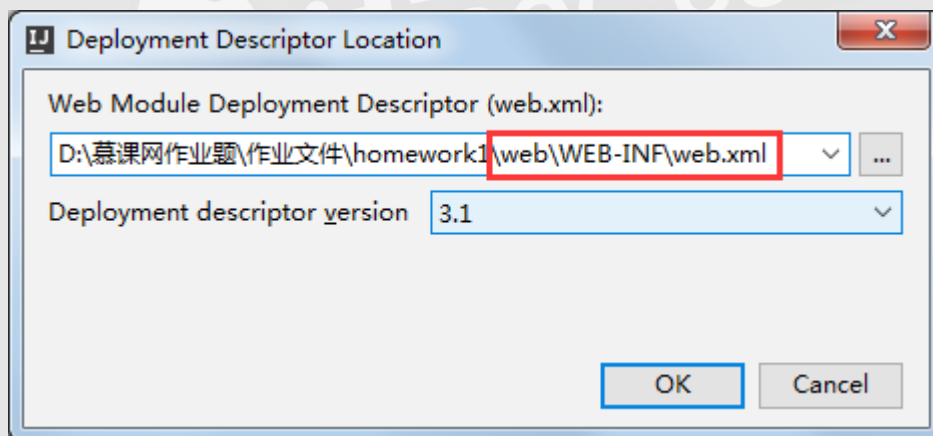 Deployment Descriptor Location
Web Module Deployment Descriptor (web.xml):
D:\慕课网作业题\作业文件\homework1\web\WEB-INF\web.xml
...
Deployment descriptor version 3.1
OK Cancel